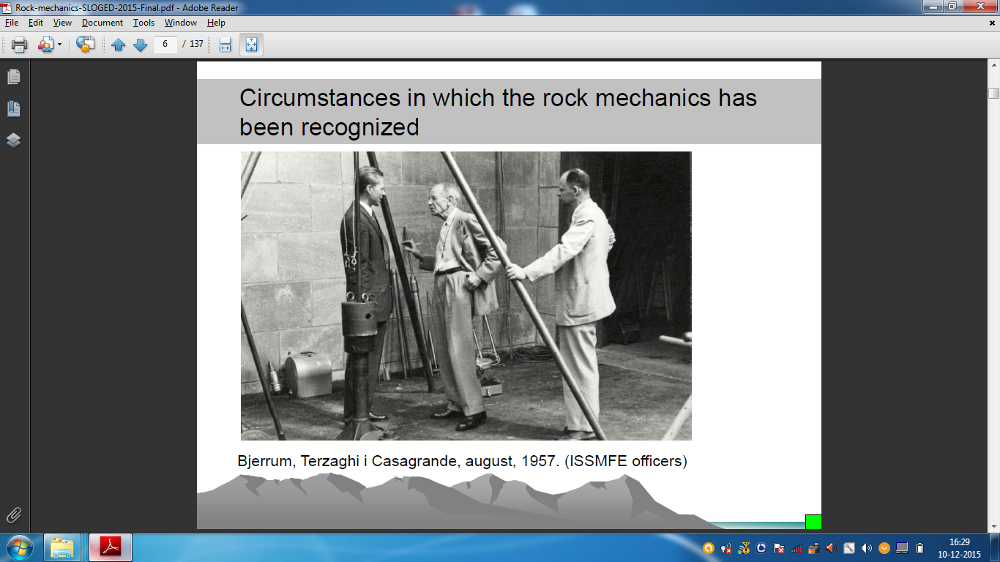 Rock-mechanics-SLOGED-2015-Final.pdf - Adobe Reader
File Edit View Document Tools Window Help
6 / 137
Circumstances in which the rock mechanics has
been recognized
Bjerrum, Terzaghi i Casagrande, august, 1957. (ISSMFE officers)
16:29
10-12-2015